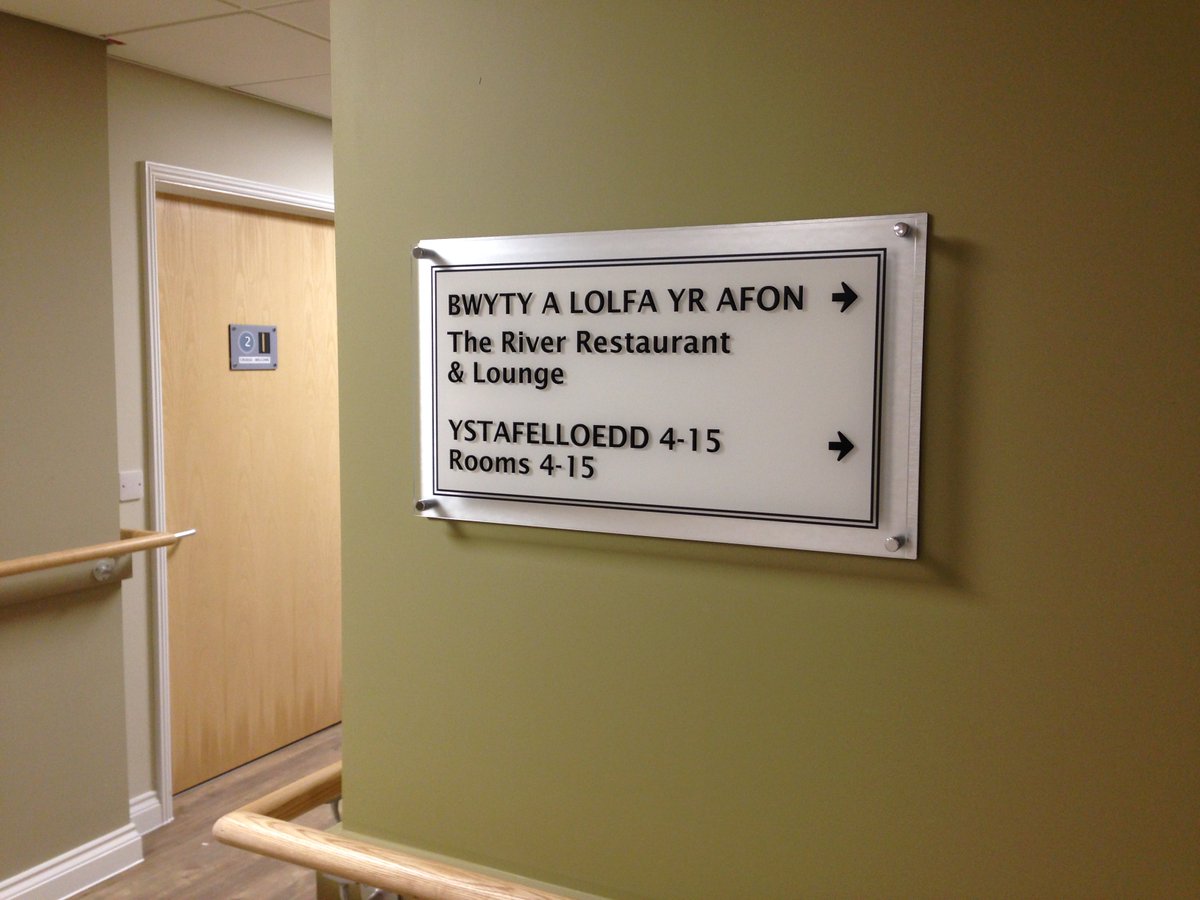 2
BWYTY A LOLFA YR AFON →
The River Restaurant
& Lounge
YSTAFELLOEDD 4-15 →
Rooms 4-15